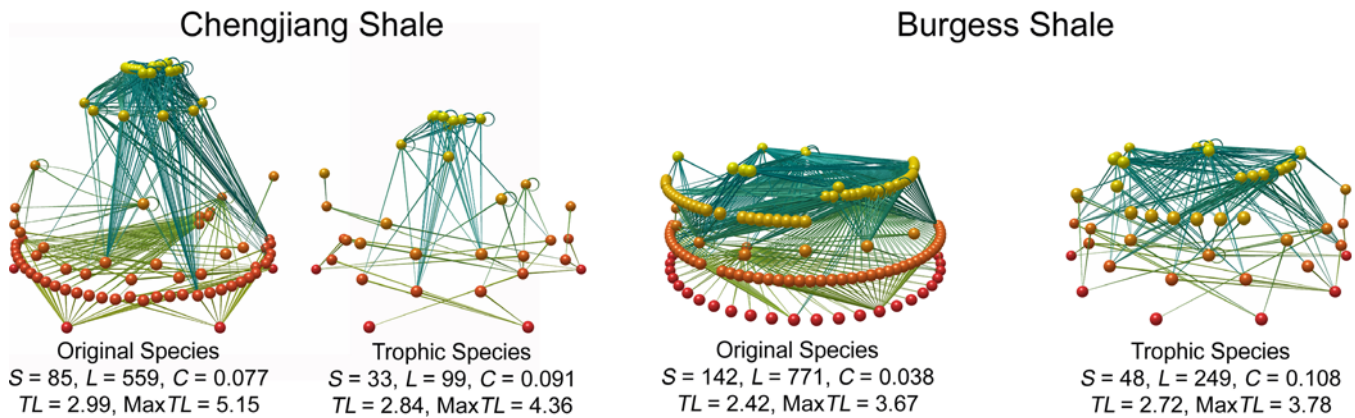 Chengjiang Shale
Burgess Shale
Original Species
S = 85, L = 559, C = 0.077
TL = 2.99, MaxTL = 5.15
Trophic Species
S = 33, L = 99, C = 0.091
TL = 2.84, MaxTL = 4.36
Original Species
S = 142, L = 771, C = 0.038
TL = 2.42, MaxTL = 3.67
Trophic Species
S = 48, L = 249, C = 0.108
TL = 2.72, MaxTL = 3.78